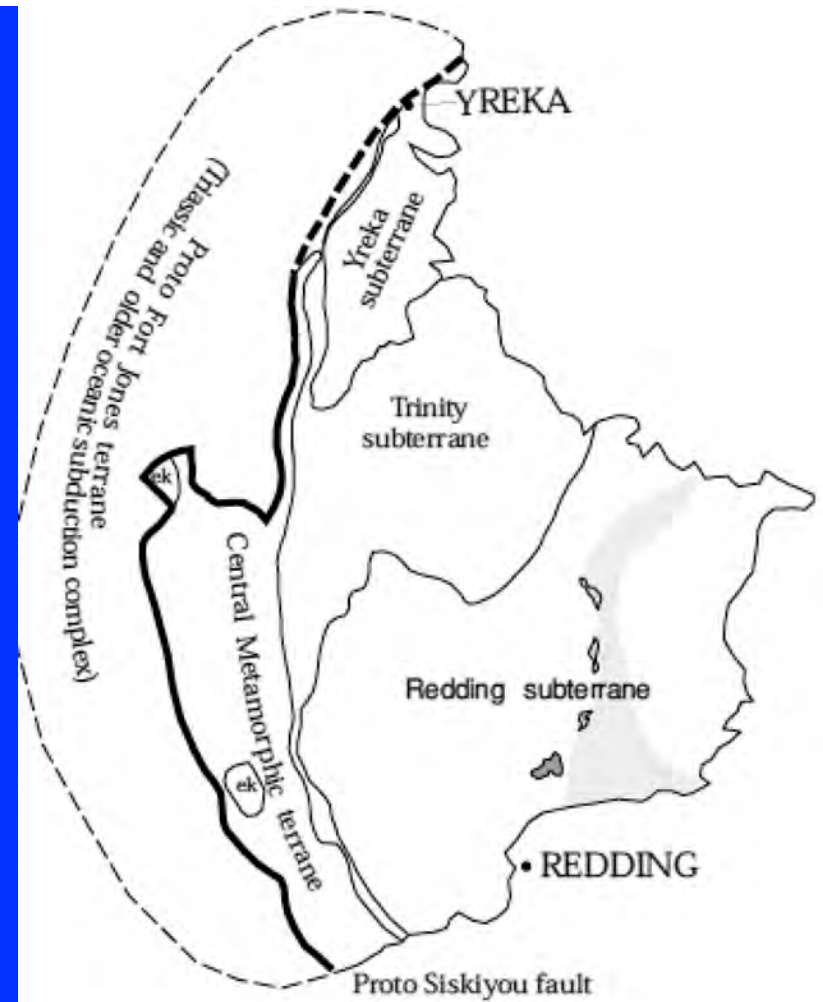 YREKA
Yreka
subterrane
Proto Fort Jones terrane
(Triassic and older oceanic subduction complex)
Trinity
subterrane
ek
Central Metamorphic terrane
Redding subterrane
REDDING
Proto Siskiyou fault